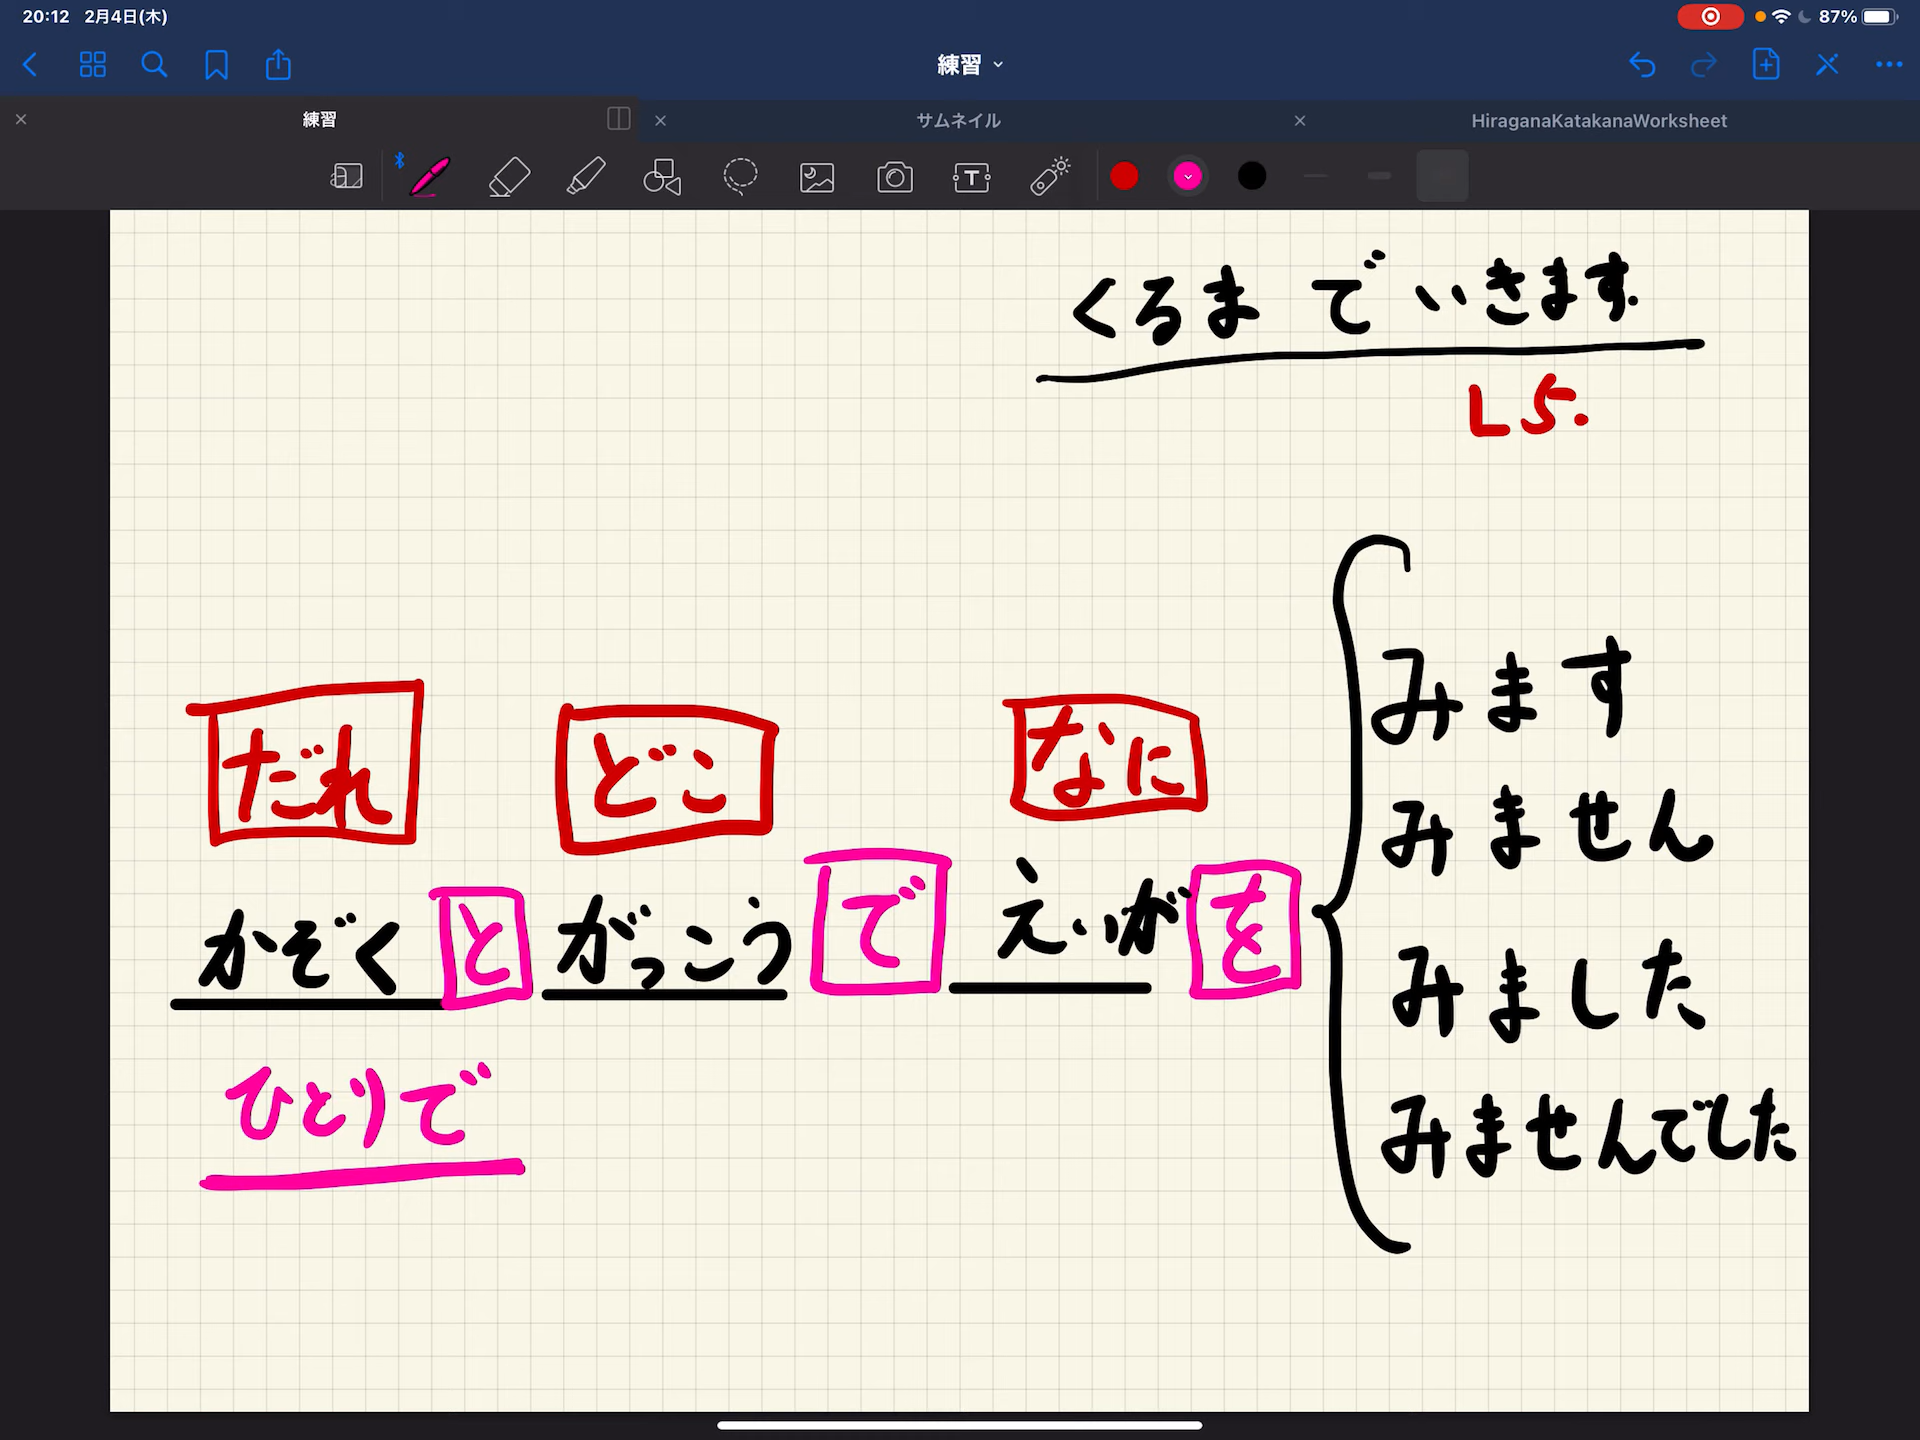 20:12 2月4日(木)
87%
練習
練習
サムネイル
HiraganaKatakanaWorksheet
くるま で いきます.
L5.
だれ どこ なに
かぞく と がっこう で えいが を
ひとりで
みます
みません
みました
みませんでした